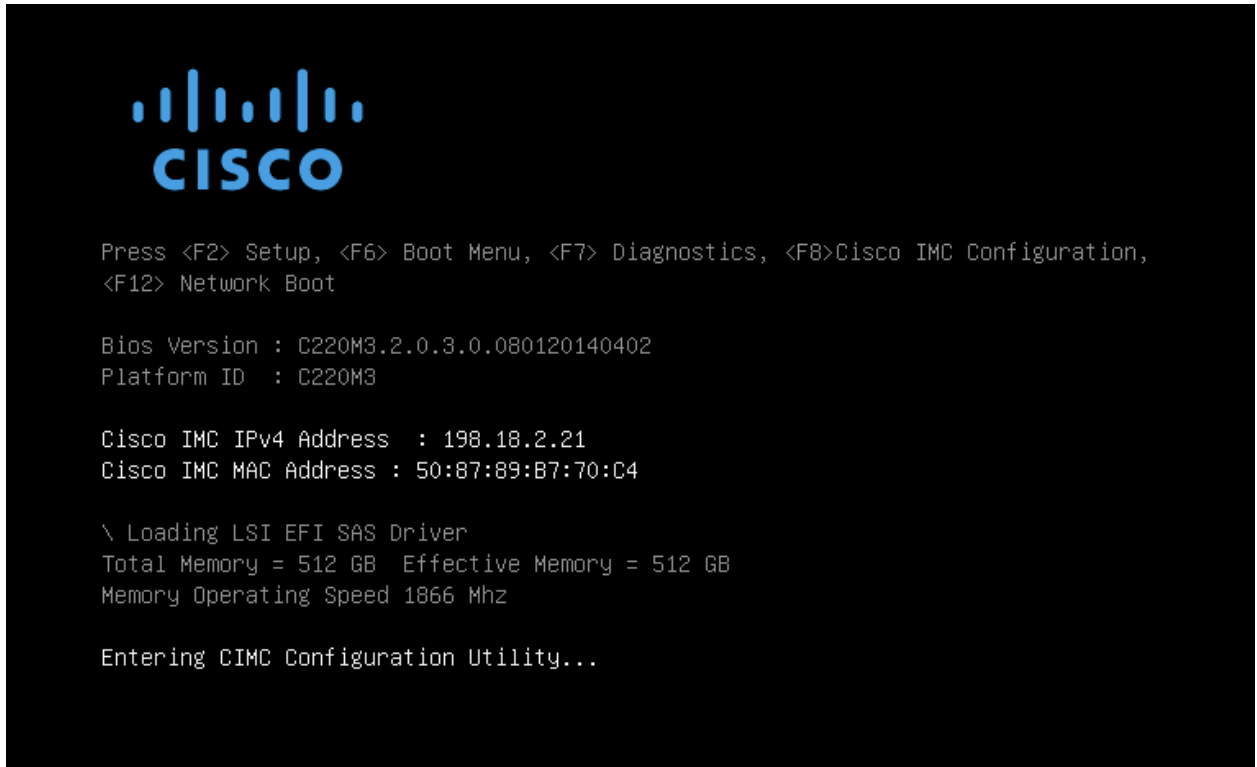 CISCO
Press <F2> Setup, <F6> Boot Menu, <F7> Diagnostics, <F8>Cisco IMC Configuration,
<F12> Network Boot
Bios Version : C220M3.2.0.3.0.080120140402
Platform ID  : C220M3
Cisco IMC IPv4 Address  : 198.18.2.21
Cisco IMC MAC Address : 50:87:89:B7:70:C4
\ Loading LSI EFI SAS Driver
Total Memory = 512 GB  Effective Memory = 512 GB
Memory Operating Speed 1866 Mhz
Entering CIMC Configuration Utility...